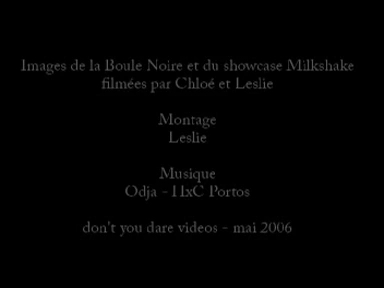 Images de la Boule Noire et du showcase Milkshake
filmées par Chloé et Leslie
Montage
Leslie
Musique
Odja - HxC Portos
don't you dare videos - mai 2006